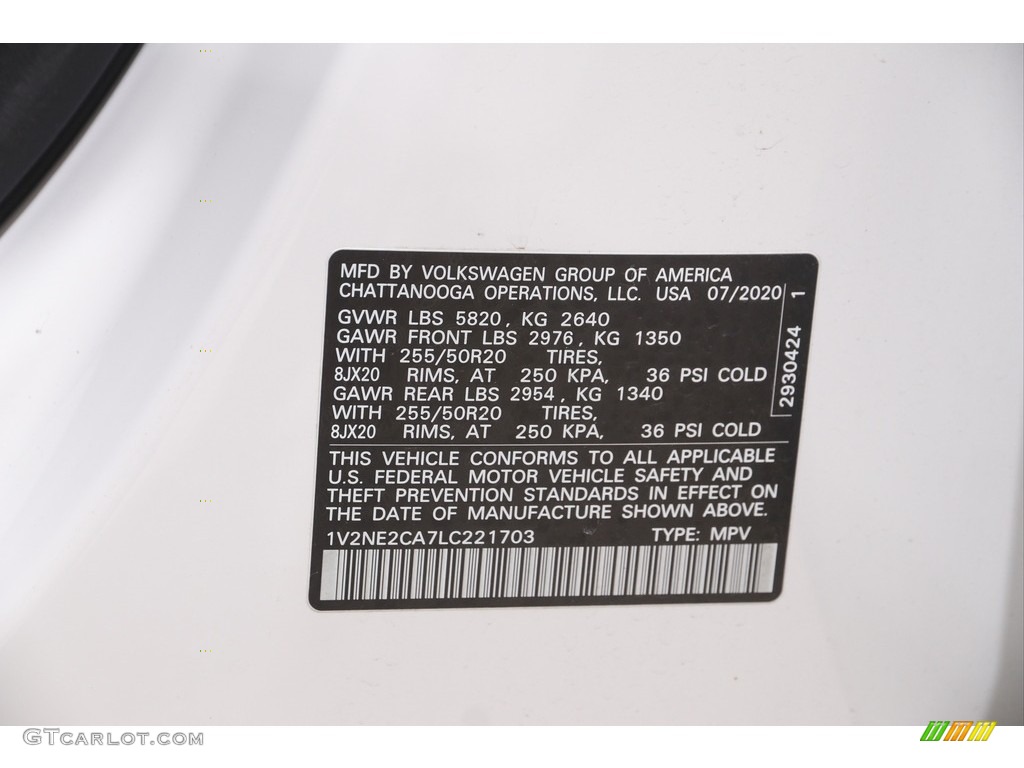 MFD BY VOLKSWAGEN GROUP OF AMERICA
CHATTANOOGA OPERATIONS, LLC. USA 07/2020
GVWR LBS 5820, KG 2640
GAWR FRONT LBS 2976, KG 1350
WITH 255/50R20 TIRES,
8JX20 RIMS, AT 250 KPA, 36 PSI COLD
GAWR REAR LBS 2954, KG 1340
WITH 255/50R20 TIRES,
8JX20 RIMS, AT 250 KPA, 36 PSI COLD
2930424 1
THIS VEHICLE CONFORMS TO ALL APPLICABLE
U.S. FEDERAL MOTOR VEHICLE SAFETY AND
THEFT PREVENTION STANDARDS IN EFFECT ON
THE DATE OF MANUFACTURE SHOWN ABOVE.
1V2NE2CA7LC221703 TYPE: MPV
GTCARLOT.COM